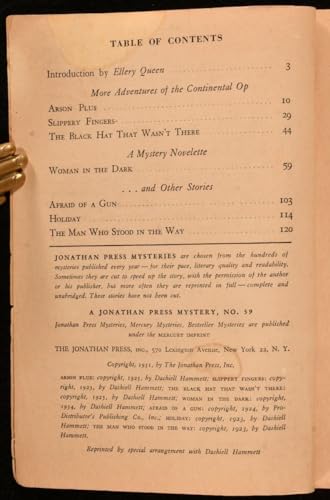 TABLE OF CONTENTS
Introduction by Ellery Queen 3
More Adventures of the Continental Op
ARSON PLUS 10
SLIPPERY FINGERS- 29
THE BLACK HAT THAT WASN'T THERE 44
A Mystery Novelette
WOMAN IN THE DARK 59
. . . and Other Stories
AFRAID OF A GUN 103
HOLIDAY 114
THE MAN WHO STOOD IN THE WAY 120
JONATHAN PRESS MYSTERIES are chosen from the hundreds of
mysteries published every year — for their pace, literary quality and readability.
Sometimes they are cut to speed up the story, with the permission of the author
or his publisher, but more often they are reprinted in full — complete and
unabridged. These stories have not been cut.
A JONATHAN PRESS MYSTERY, NO. 59
Jonathan Press Mysteries, Mercury Mysteries, Bestseller Mysteries are published
under the MERCURY IMPRINT
THE JONATHAN PRESS, INC., 570 Lexington Avenue, New York 22, N. Y.
Copyright, 1951, by The Jonathan Press, Inc.
ARSON PLUS: copyright, 1923, by Dashiell Hammett; SLIPPERY FINGERS: copy-
right, 1923, by Dashiell Hammett; THE BLACK HAT THAT WASN'T THERE:
copyright, 1923, by Dashiell Hammett; WOMAN IN THE DARK: copyright,
1934, by Dashiell Hammett; AFRAID OF A GUN: copyright, 1924, by Pro-
Distributor's Publishing Co., Inc.; HOLIDAY: copyright, 1923, by Dashiell
Hammett; THE MAN WHO STOOD IN THE WAY: copyright, 1923, by Dashiell
Hammett.
Reprinted by special arrangement with Dashiell Hammett